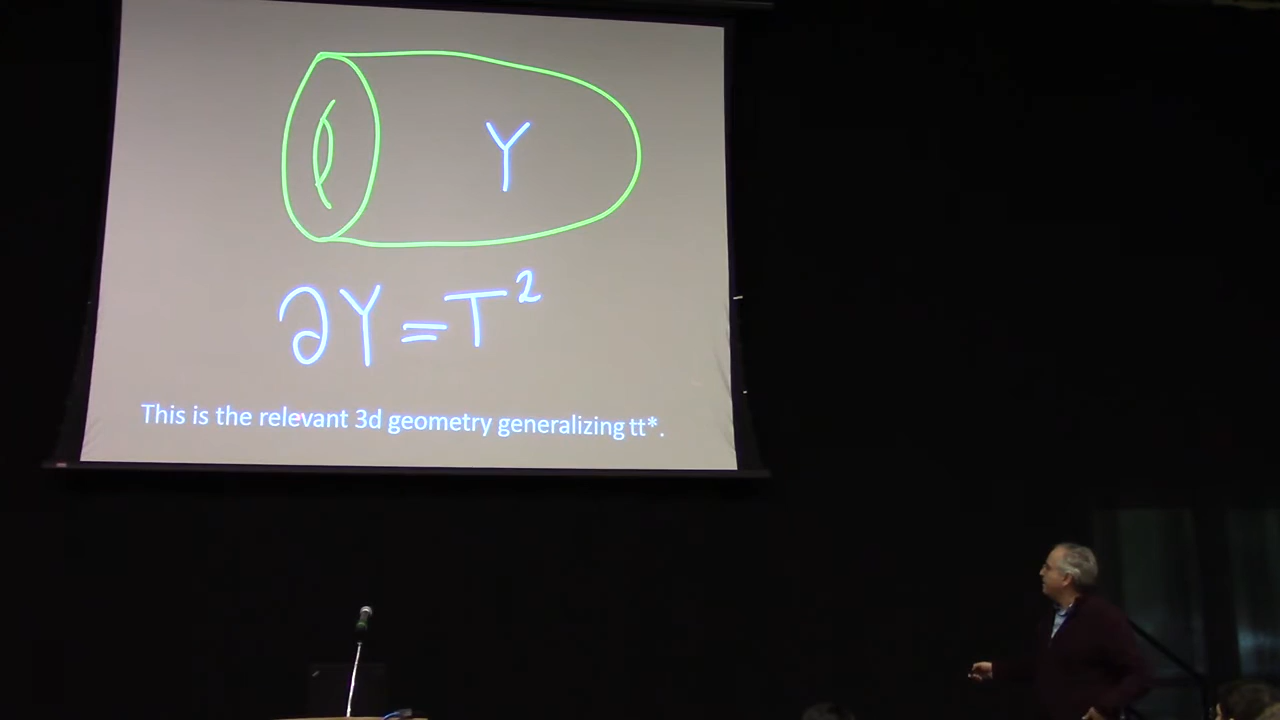 Y
∂Y = T²
This is the relevant 3d geometry generalizing tt*.